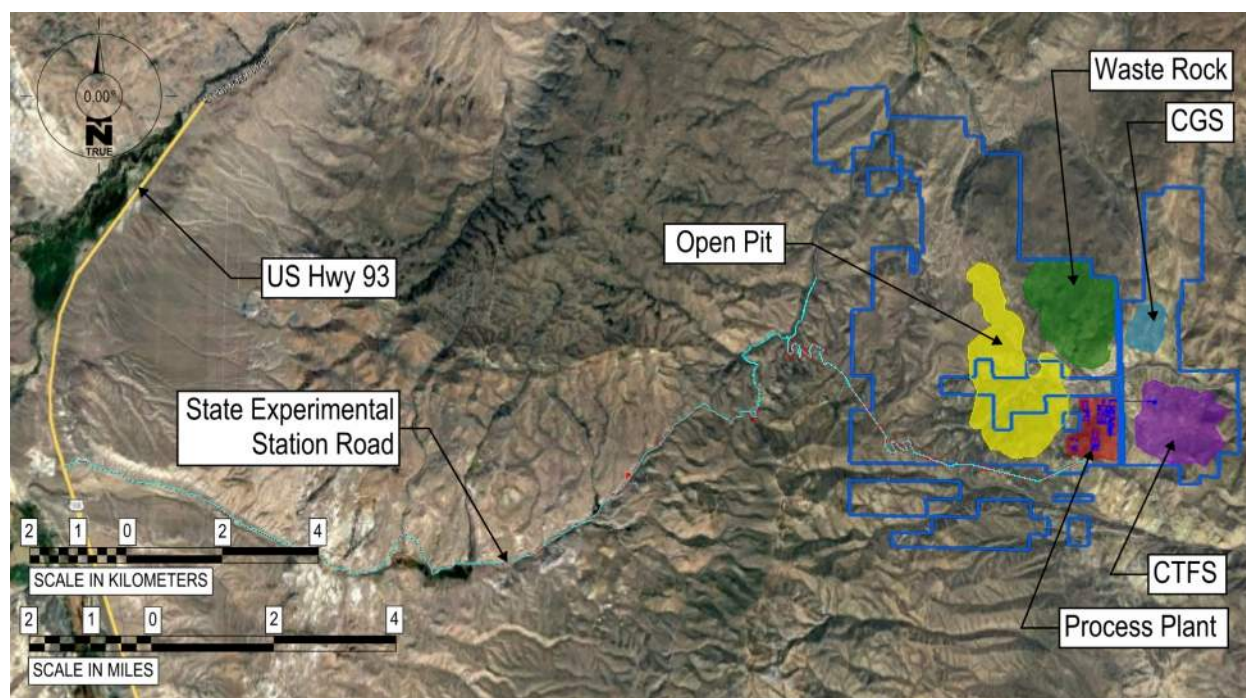 0.00°
N
TRUE
Waste Rock
CGS
Open Pit
US Hwy 93
State Experimental
Station Road
2 1 0 2 4
SCALE IN KILOMETERS
2 1 0 2 4
SCALE IN MILES
CTFS
Process Plant